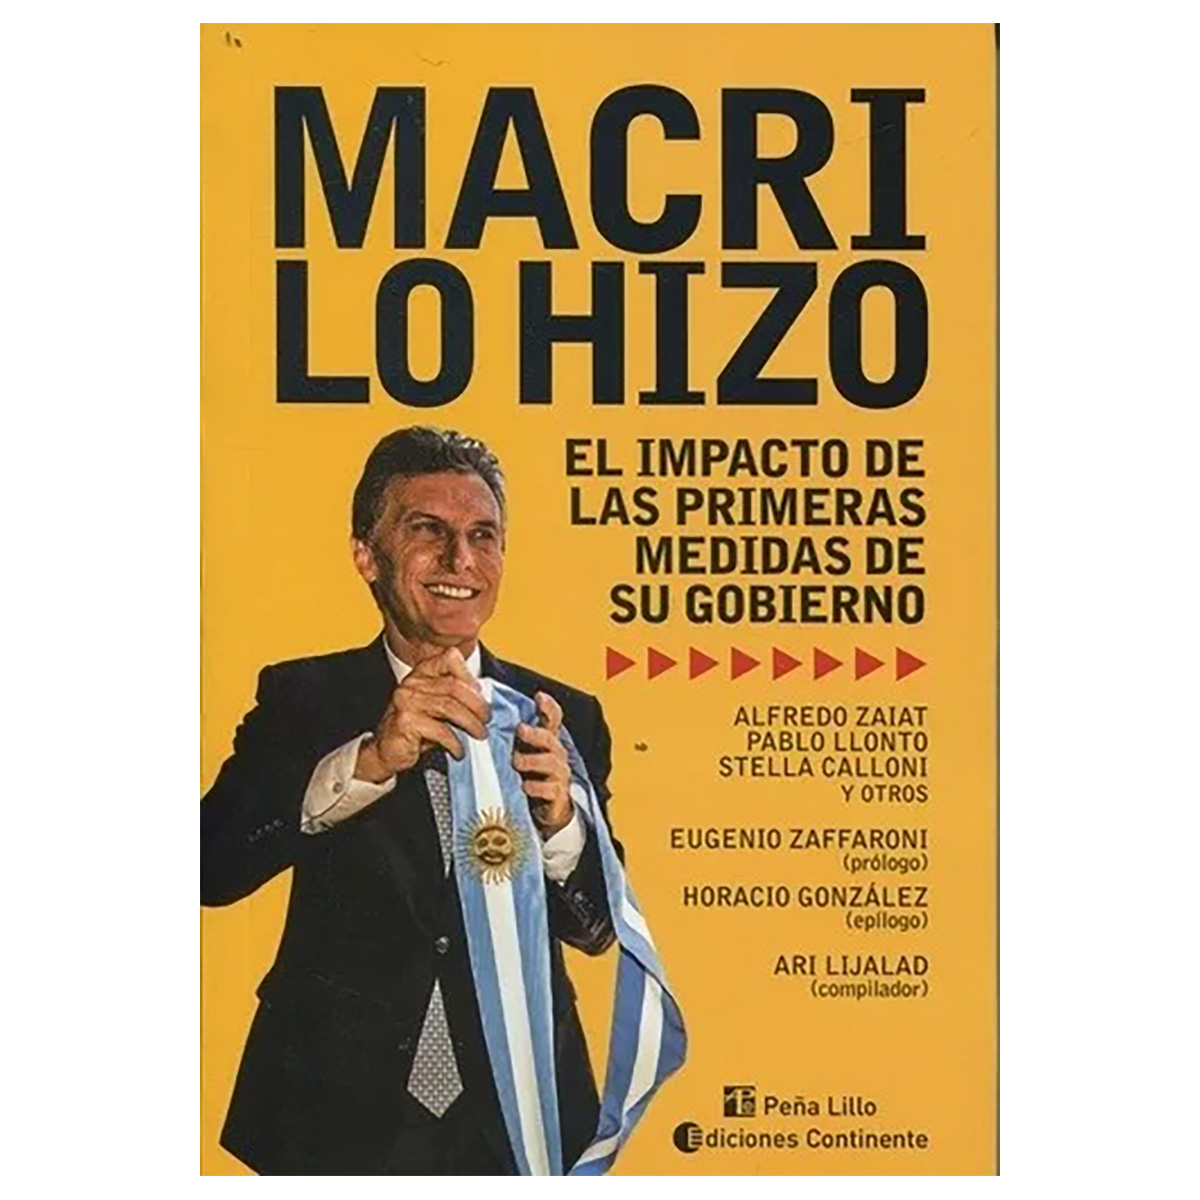 MACRI
LO HIZO
EL IMPACTO DE
LAS PRIMERAS
MEDIDAS DE
SU GOBIERNO
ALFREDO ZAIAT
PABLO LLONTO
STELLA CALLONI
Y OTROS
EUGENIO ZAFFARONI
(prólogo)
HORACIO GONZÁLEZ
(epílogo)
ARI LIJALAD
(compilador)
Peña Lillo
Ediciones Continente